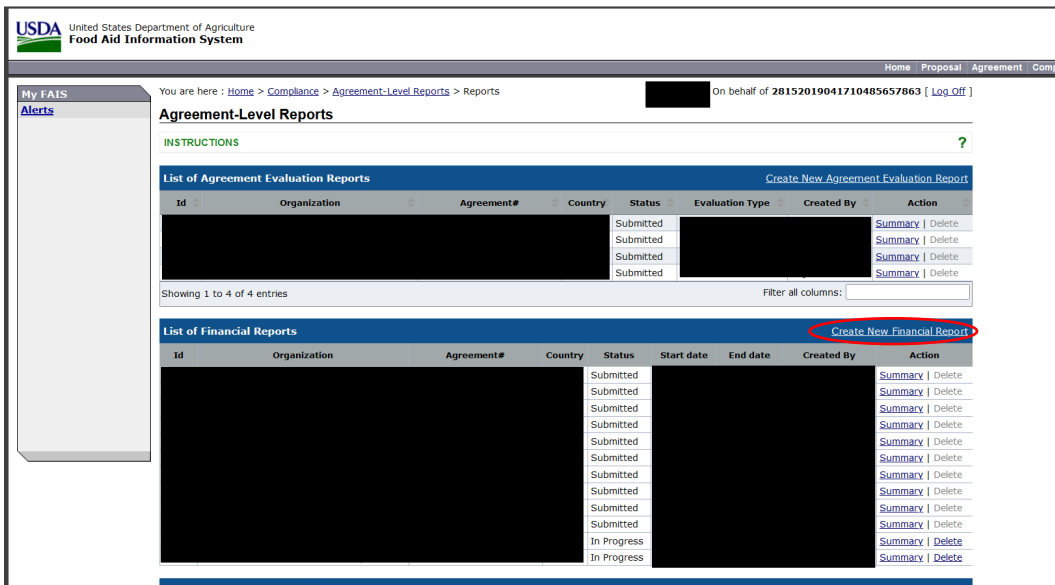 USDA United States Department of Agriculture
Food Aid Information System
Home Proposal Agreement Comp
My FAIS
Alerts
You are here : Home > Compliance > Agreement-Level Reports > Reports
On behalf of 28152019041710485657863 [ Log Off ]
Agreement-Level Reports
INSTRUCTIONS ?
List of Agreement Evaluation Reports Create New Agreement Evaluation Report
Id Organization Agreement# Country Status Evaluation Type Created By Action
Submitted Summary | Delete
Submitted Summary | Delete
Submitted Summary | Delete
Submitted Summary | Delete
Showing 1 to 4 of 4 entries Filter all columns:
List of Financial Reports Create New Financial Report
Id Organization Agreement# Country Status Start date End date Created By Action
Submitted Summary | Delete
Submitted Summary | Delete
Submitted Summary | Delete
Submitted Summary | Delete
Submitted Summary | Delete
Submitted Summary | Delete
Submitted Summary | Delete
Submitted Summary | Delete
Submitted Summary | Delete
Submitted Summary | Delete
In Progress Summary | Delete
In Progress Summary | Delete